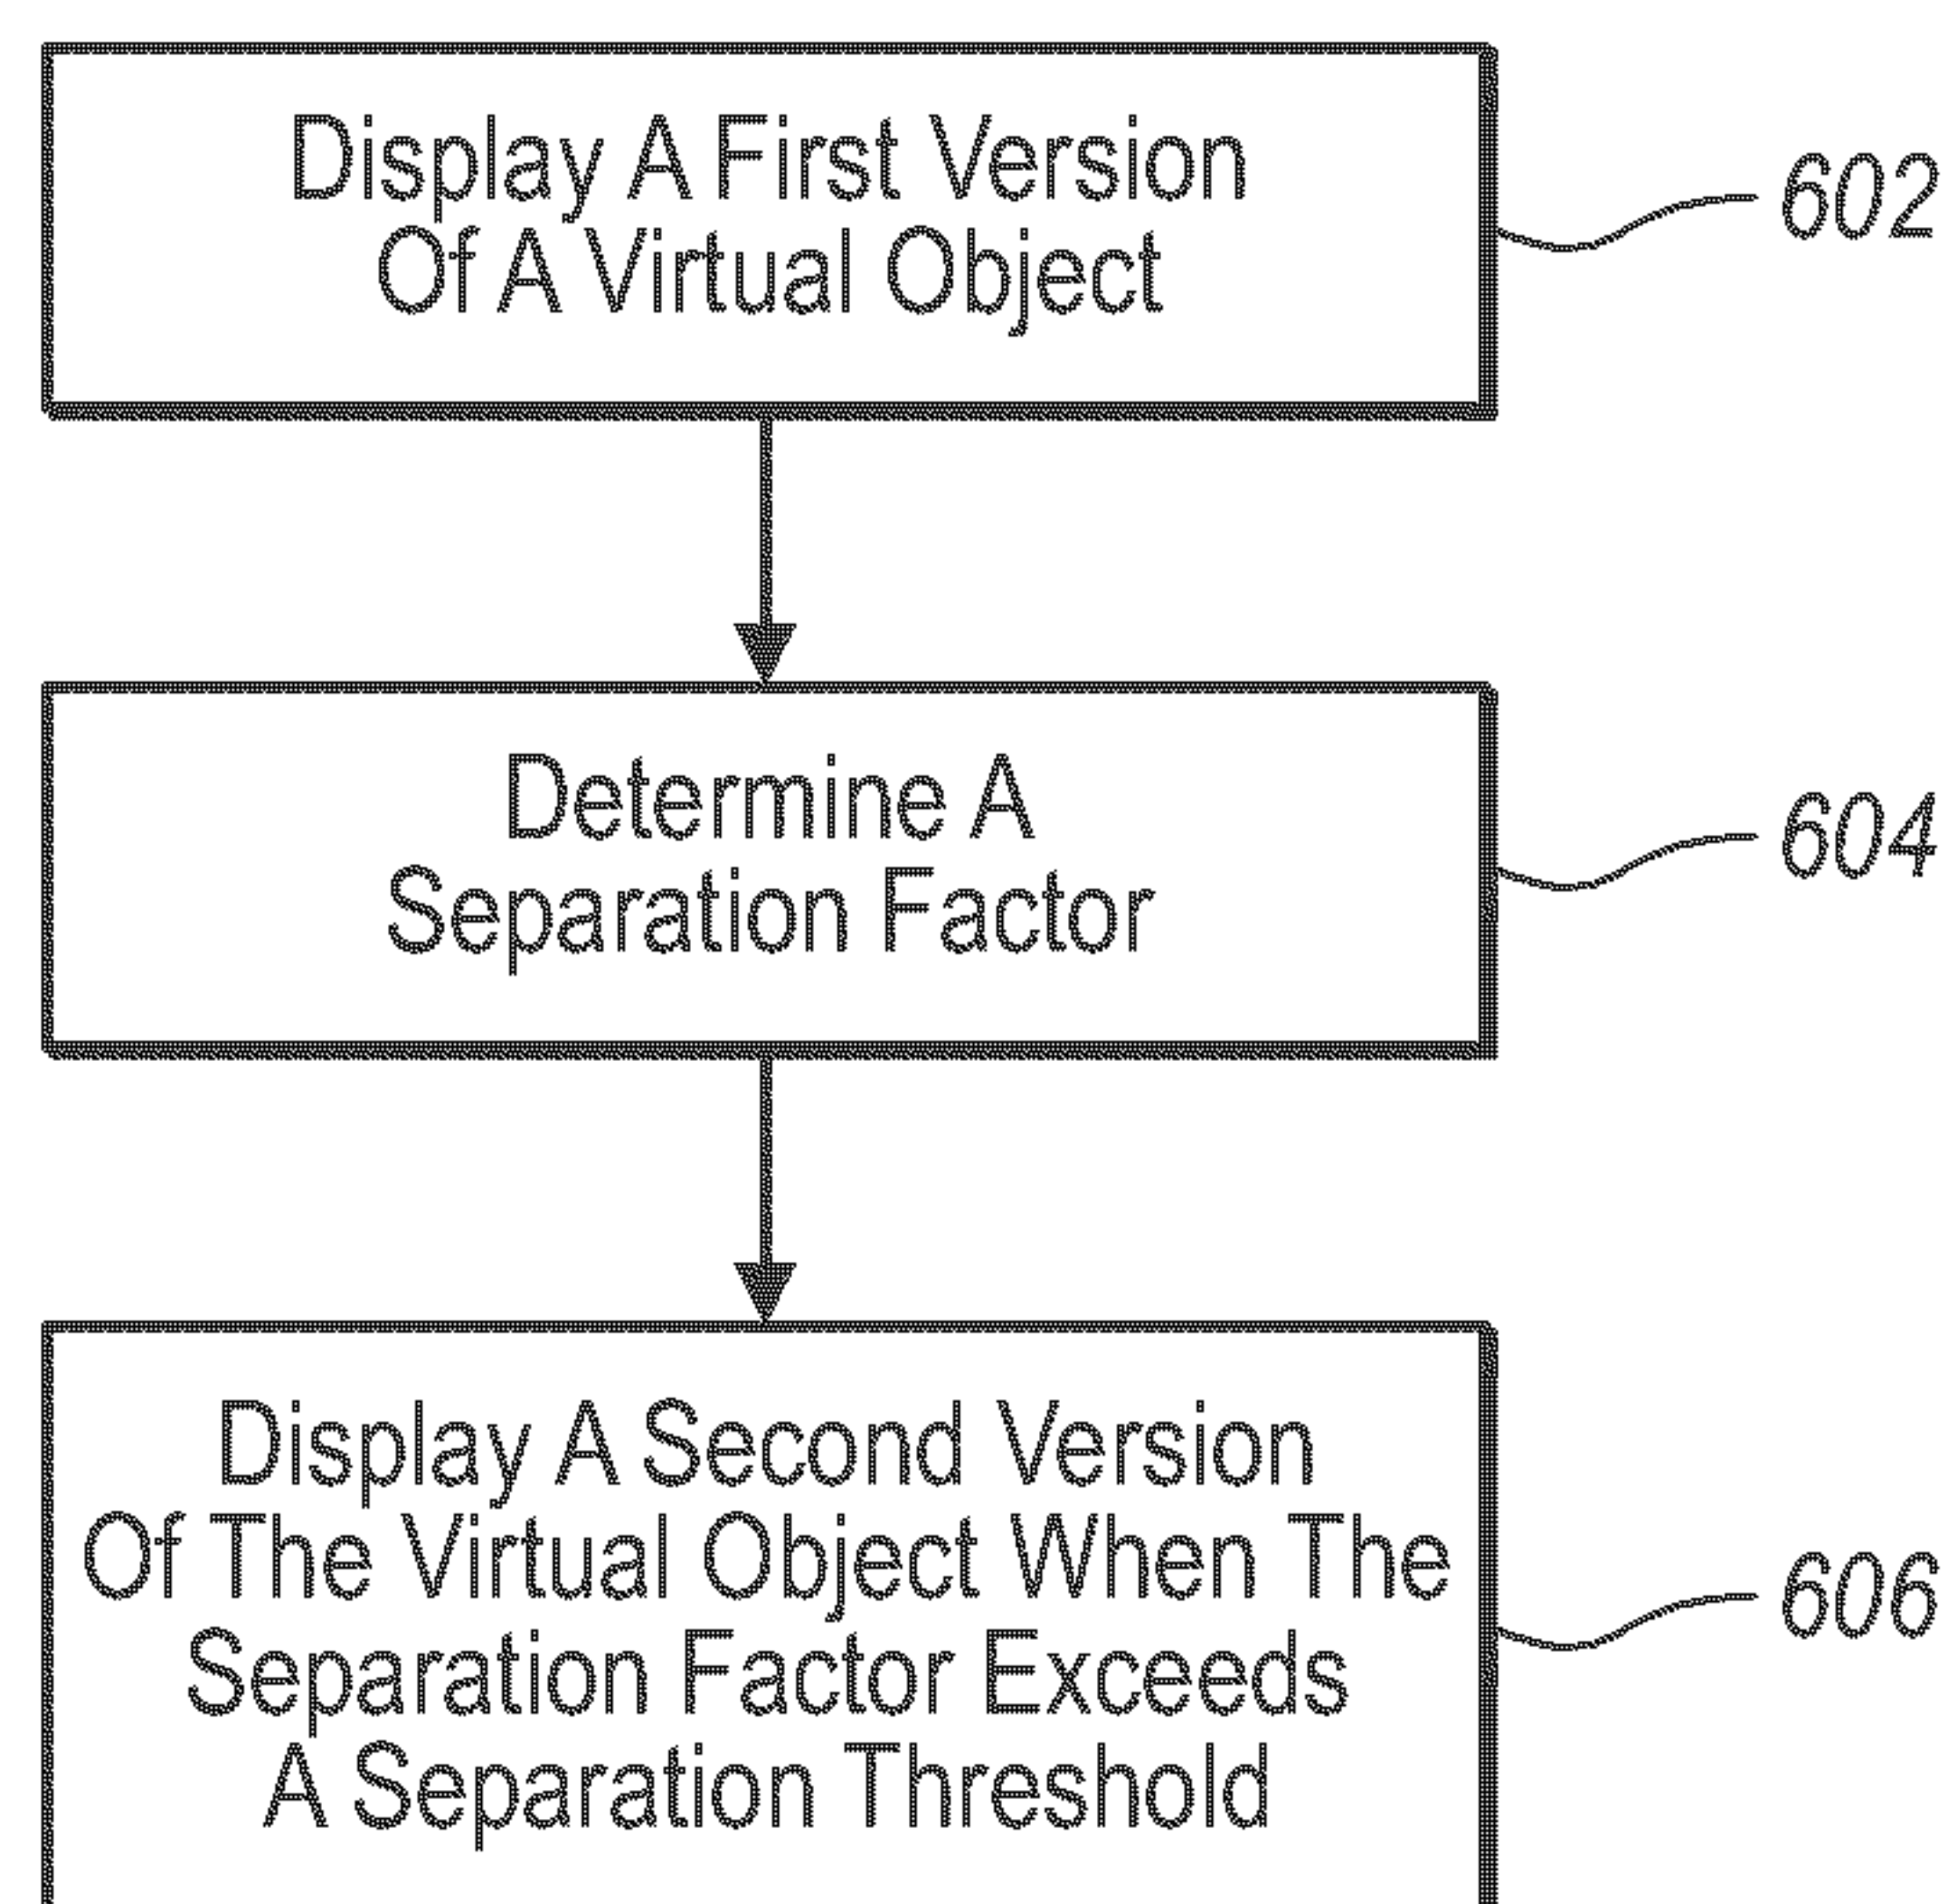 Display A First Version
Of A Virtual Object
602
Determine A
Separation Factor
604
Display A Second Version
Of The Virtual Object When The
Separation Factor Exceeds
A Separation Threshold
606